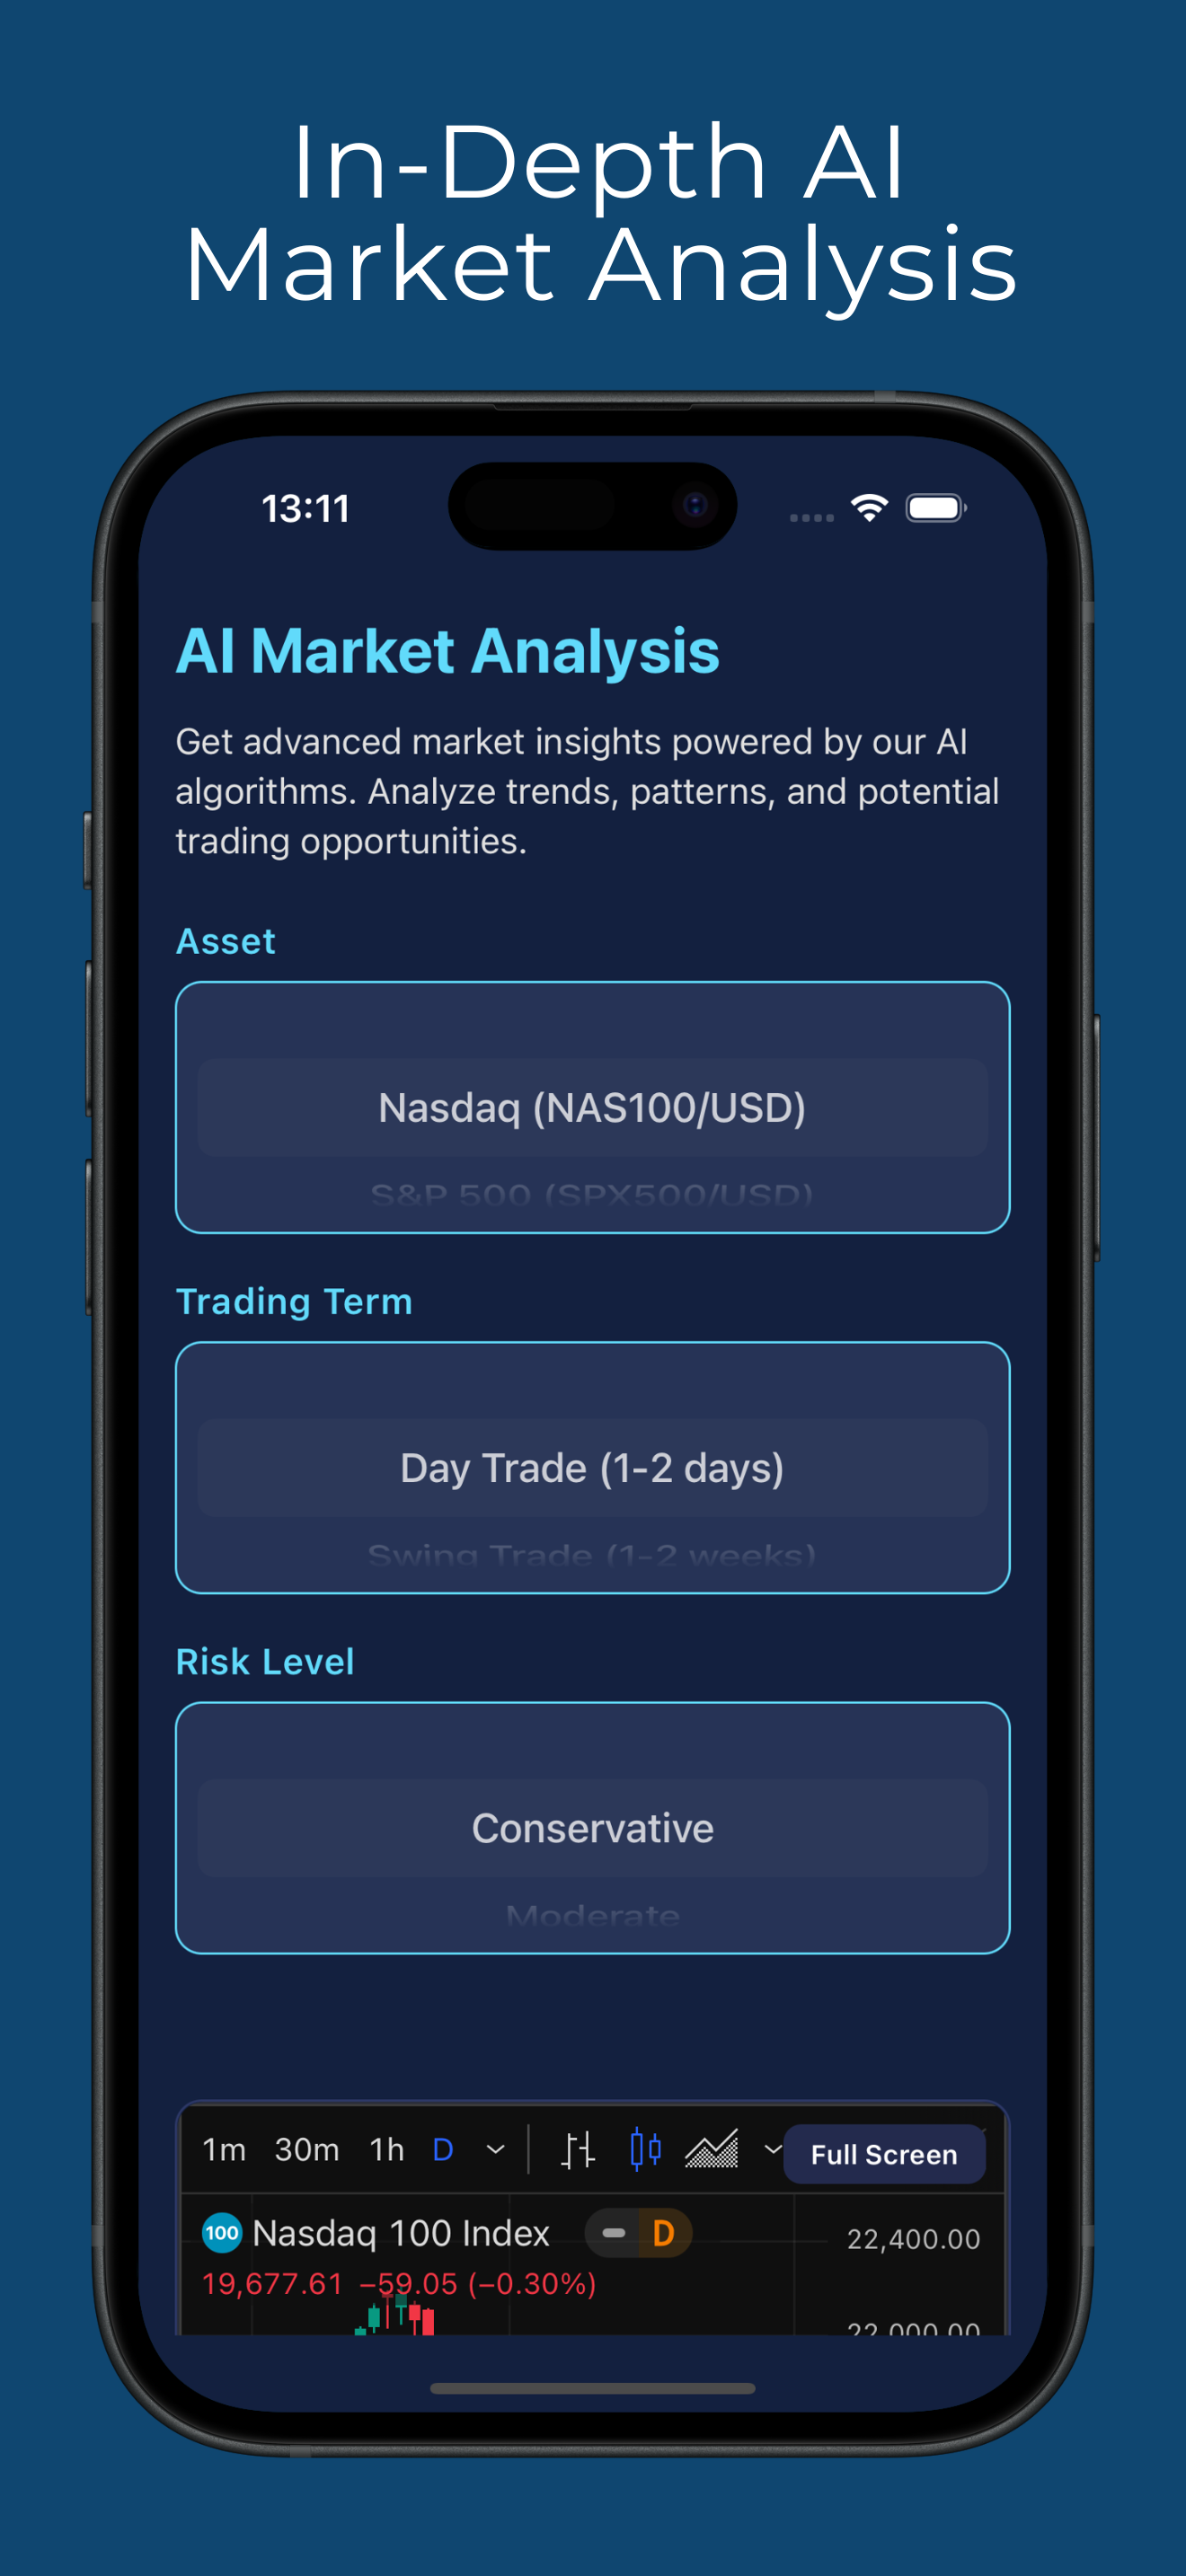 In-Depth AI
Market Analysis
13:11
AI Market Analysis
Get advanced market insights powered by our AI
algorithms. Analyze trends, patterns, and potential
trading opportunities.
Asset
Nasdaq (NAS100/USD)
S&P 500 (SPX500/USD)
Trading Term
Day Trade (1-2 days)
Swing Trade (1-2 weeks)
Risk Level
Conservative
Moderate
1m 30m 1h D Full Screen
100 Nasdaq 100 Index D 22,400.00
19,677.61 −59.05 (−0.30%)
22,000.00